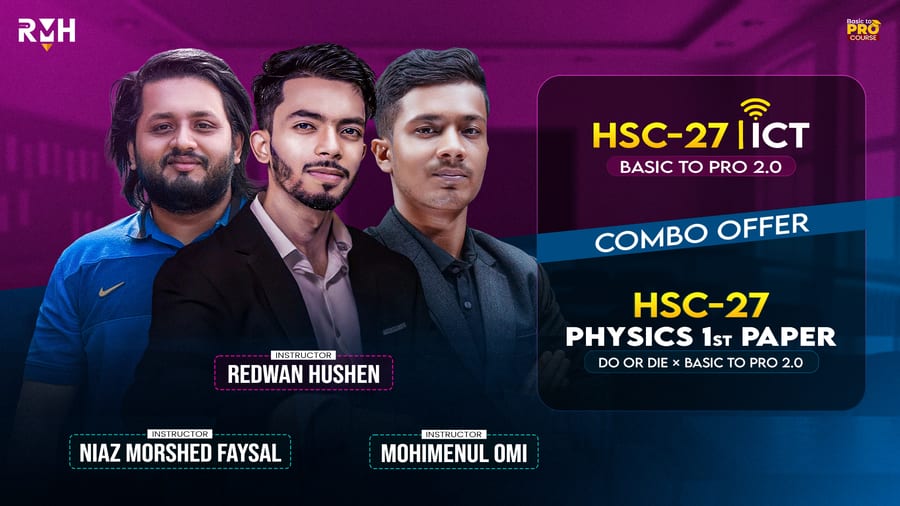 RMH
Basic to
PRO
COURSE
HSC-27 | ICT
BASIC TO PRO 2.0
COMBO OFFER
HSC-27
PHYSICS 1ST PAPER
DO OR DIE × BASIC TO PRO 2.0
INSTRUCTOR
REDWAN HUSHEN
INSTRUCTOR
NIAZ MORSHED FAYSAL
INSTRUCTOR
MOHIMENUL OMI